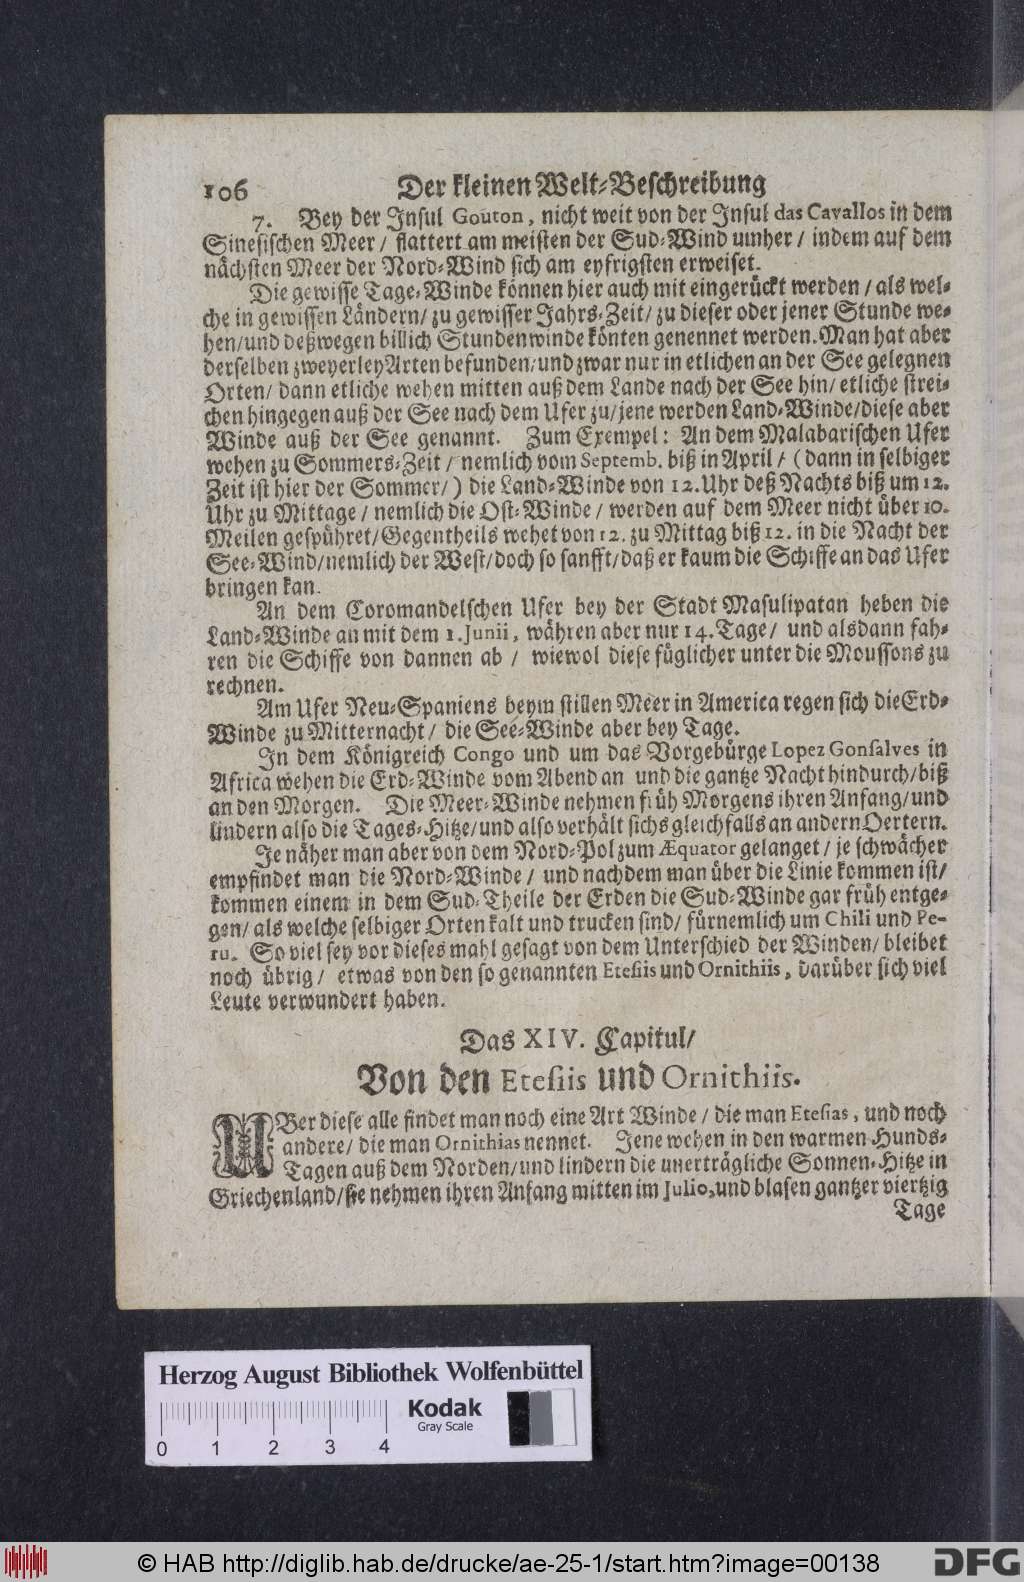 106 Der kleinen Welt-Beschreibung
7. Bey der Insul Gouton, nicht weit von der Insul das Cavallos in dem
Sinesischen Meer / flattert am meisten der Sud-Wind umher / indem auf dem
nächsten Meer der Nord-Wind sich am eyfrigsten erweiset.
Die gewisse Tage-Winde können hier auch mit eingerückt werden / als wel-
che in gewissen Ländern / zu gewisser Jahrs-Zeit / zu dieser oder jener Stunde we-
hen / und deßwegen billich Stundenwinde könten genennet werden. Man hat aber
derselben zweyerley Arten befunden / und zwar nur in etlichen an der See gelegnen
Orten / dann etliche wehen mitten auß dem Lande nach der See hin / etliche strei-
chen hingegen auß der See nach dem Ufer zu / jene werden Land-Winde / diese aber
Winde auß der See genannt. Zum Exempel: An dem Malabarischen Ufer
wehen zu Sommers-Zeit / nemlich vom Septemb. biß in April / (dann in selbiger
Zeit ist hier der Sommer /) die Land-Winde von 12. Uhr deß Nachts biß um 12.
Uhr zu Mittage / nemlich die Ost-Winde / werden auf dem Meer nicht über 10.
Meilen gespühret / Gegentheils wehet von 12. zu Mittag biß 12. in die Nacht der
See-Wind / nemlich der West / doch so sanfft / daß er kaum die Schiffe an das Ufer
bringen kan.
An dem Coromandelschen Ufer bey der Stadt Masulipatan heben die
Land-Winde an mit dem 1. Junii, währen aber nur 14. Tage / und alsdann fah-
ren die Schiffe von dannen ab / wiewol diese füglicher unter die Moussons zu
rechnen.
Am Ufer Neu-Spaniens beym stillen Meer in America regen sich die Erd-
Winde zu Mitternacht / die See-Winde aber bey Tage.
In dem Königreich Congo und um das Vorgebürge Lopez Gonsalves in
Africa wehen die Erd-Winde vom Abend an und die gantze Nacht hindurch / biß
an den Morgen. Die Meer-Winde nehmen früh Morgens ihren Anfang / und
lindern also die Tages-Hitze / und also verhält sichs gleichfalls an andern Oertern.
Je näher man aber von dem Nord-Pol zum Æquator gelanget / je schwächer
empfindet man die Nord-Winde / und nachdem man über die Linie kommen ist /
kommen einem in dem Sud-Theile der Erden die Sud-Winde gar früh entge-
gen / als welche selbiger Orten kalt und trucken sind / fürnemlich um Chili und Pe-
ru. So viel sey vor dieses mahl gesagt von dem Unterschied der Winden / bleibet
noch übrig / etwas von den so genannten Etesiis und Ornithiis, darüber sich viel
Leute verwundert haben.
Das XIV. Capitul /
Von den Etesiis und Ornithiis.
UBer diese alle findet man noch eine Art Winde / die man Etesias, und noch
andere / die man Ornithias nennet. Jene wehen in den warmen Hunds-
Tagen auß dem Norden / und lindern die unerträgliche Sonnen-Hitze in
Griechenland / sie nehmen ihren Anfang mitten im Julio, und blasen gantzer viertzig
Tage
Herzog August Bibliothek Wolfenbüttel
Kodak
Gray Scale
0 1 2 3 4
© HAB http://diglib.hab.de/drucke/ae-25-1/start.htm?image=00138
DFG